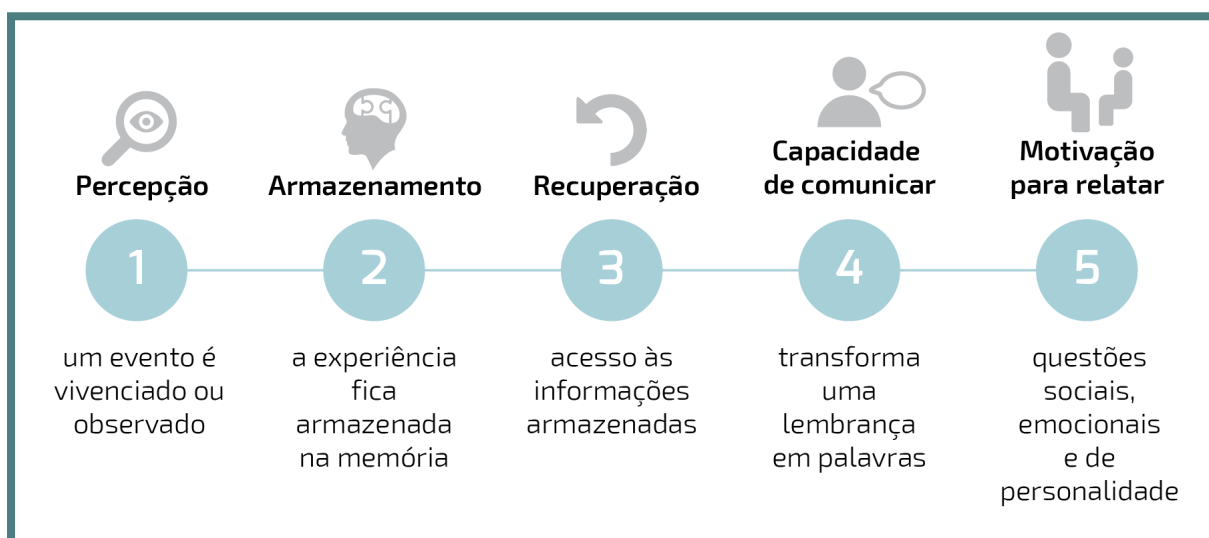 Percepção
1
um evento é
vivenciado ou
observado
Armazenamento
2
a experiência
fica
armazenada
na memória
Recuperação
3
acesso às
informações
armazenadas
Capacidade
de comunicar
4
transforma
uma
lembrança
em palavras
Motivação
para relatar
5
questões
sociais,
emocionais
e de
personalidade